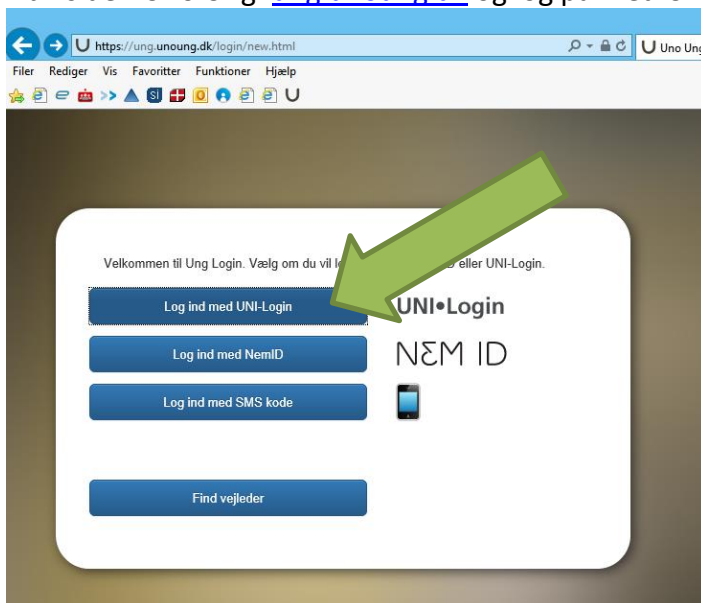 https://ung.unoung.dk/login/new.html
Uno Ung
Filer Rediger Vis Favoritter Funktioner Hjælp
Velkommen til Ung Login. Vælg om du vil eller UNI-Login.
Log ind med UNI-Login
UNI•Login
Log ind med NemID
NEM ID
Log ind med SMS kode
Find vejleder